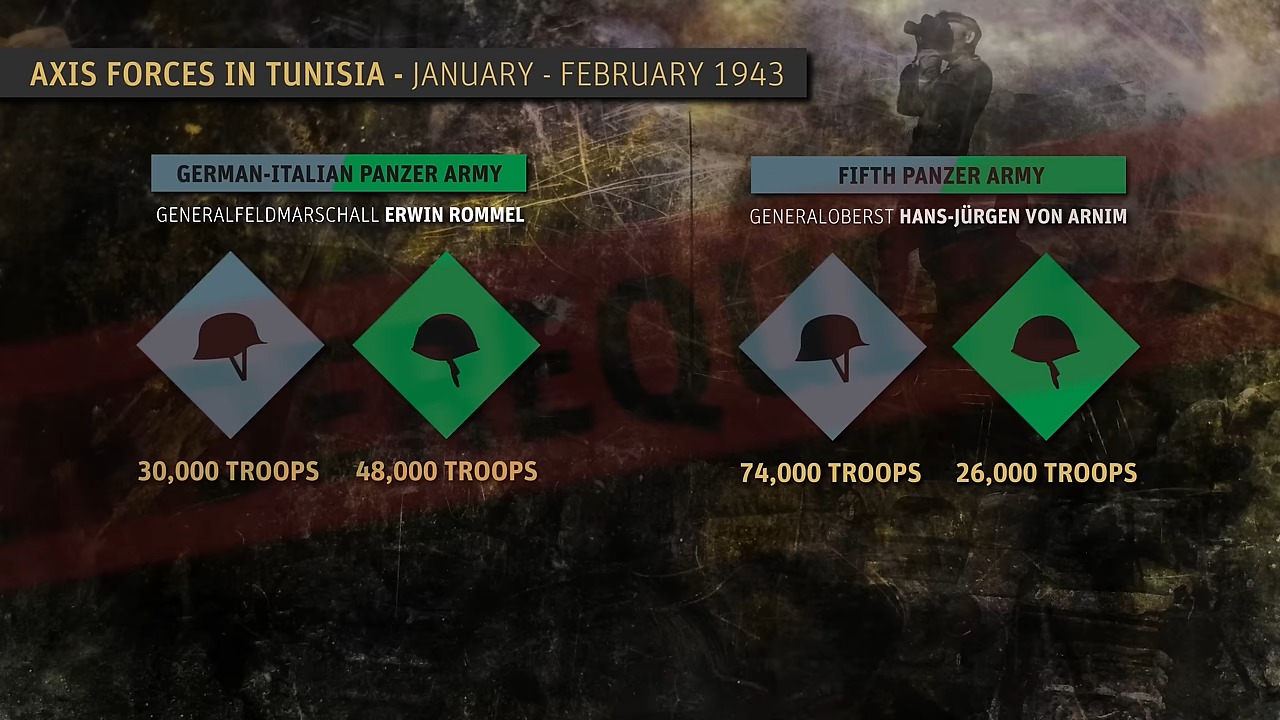 AXIS FORCES IN TUNISIA - JANUARY - FEBRUARY 1943
GERMAN-ITALIAN PANZER ARMY
GENERALFELDMARSCHALL ERWIN ROMMEL
30,000 TROOPS
48,000 TROOPS
FIFTH PANZER ARMY
GENERALOBERST HANS-JÜRGEN VON ARNIM
74,000 TROOPS
26,000 TROOPS